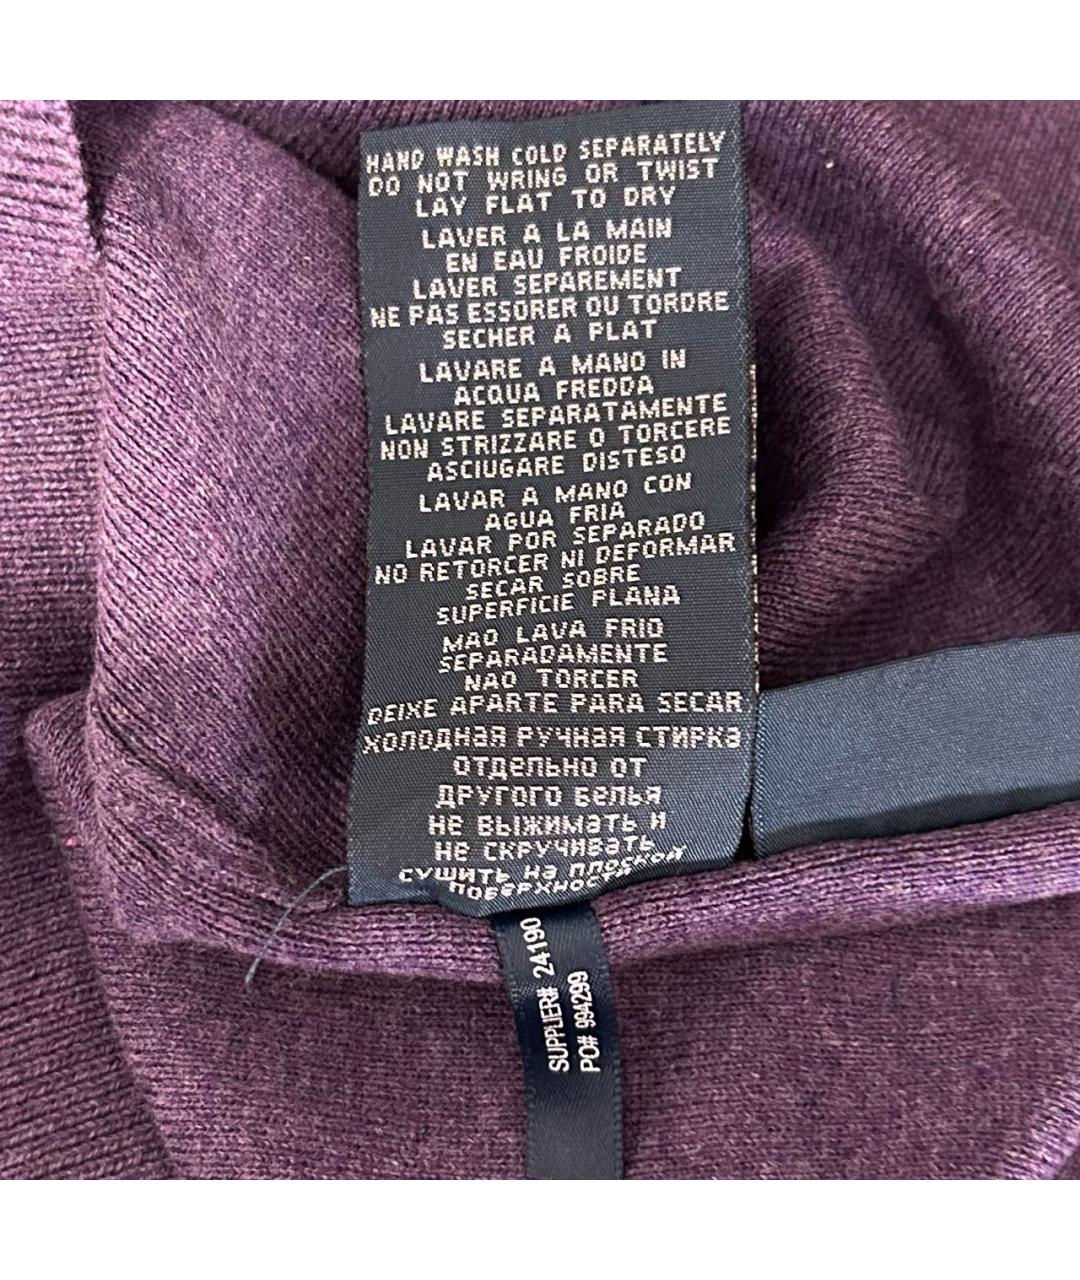 HAND WASH COLD SEPARATELY
DO NOT WRING OR TWIST
LAY FLAT TO DRY
LAVER A LA MAIN
EN EAU FROIDE
LAVER SEPAREMENT
NE PAS ESSORER OU TORDRE
SECHER A PLAT
LAVARE A MANO IN
ACQUA FREDDA
LAVARE SEPARATAMENTE
NON STRIZZARE O TORCERE
ASCIUGARE DISTESO
LAVAR A MANO CON
AGUA FRIA
LAVAR POR SEPARADO
NO RETORCER NI DEFORMAR
SECAR SOBRE
SUPERFICIE PLANA
MAO LAVA FRIO
SEPARADAMENTE
NAO TORCER
DEIXE APARTE PARA SECAR
ХОЛОДНАЯ РУЧНАЯ СТИРКА
ОТДЕЛЬНО ОТ
ДРУГОГО БЕЛЬЯ
НЕ ВЫЖИМАТЬ И
НЕ СКРУЧИВАТЬ
СУШИТЬ НА ПЛОСКОЙ
ПОВЕРХНОСТИ
SUPPLIER# 24190
PO# 994299